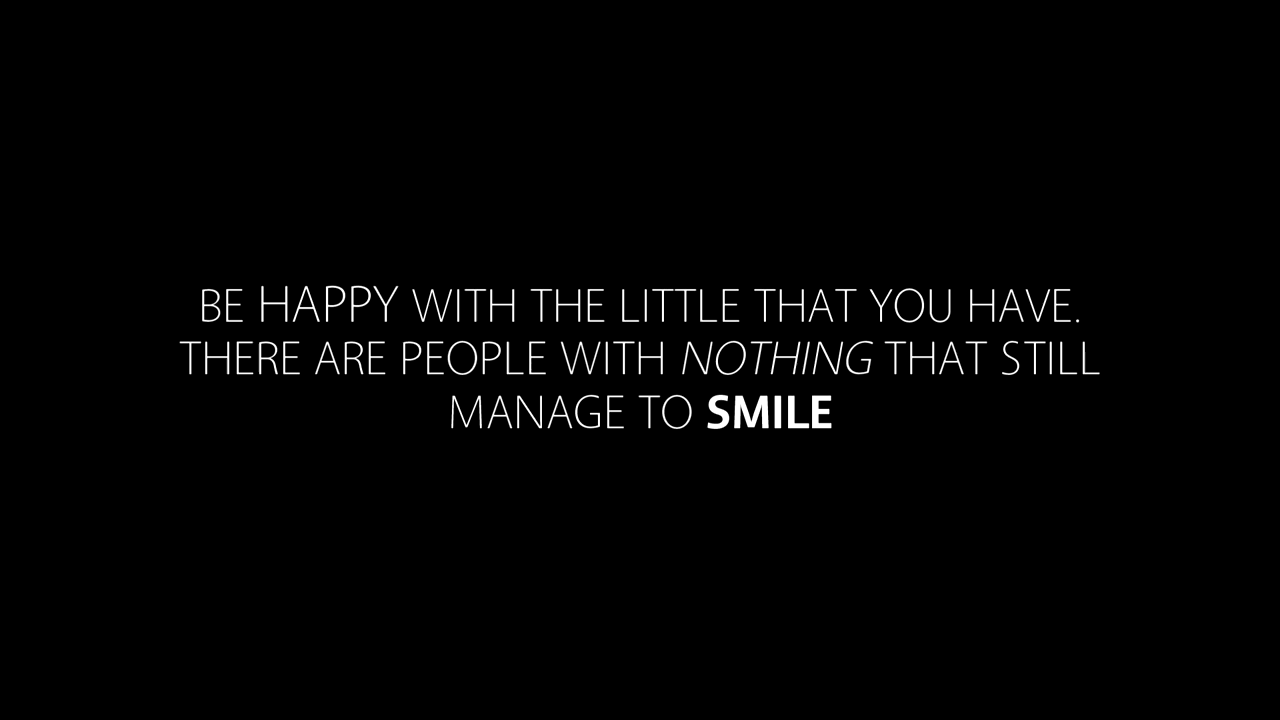 BE HAPPY WITH THE LITTLE THAT YOU HAVE.
THERE ARE PEOPLE WITH NOTHING THAT STILL
MANAGE TO SMILE